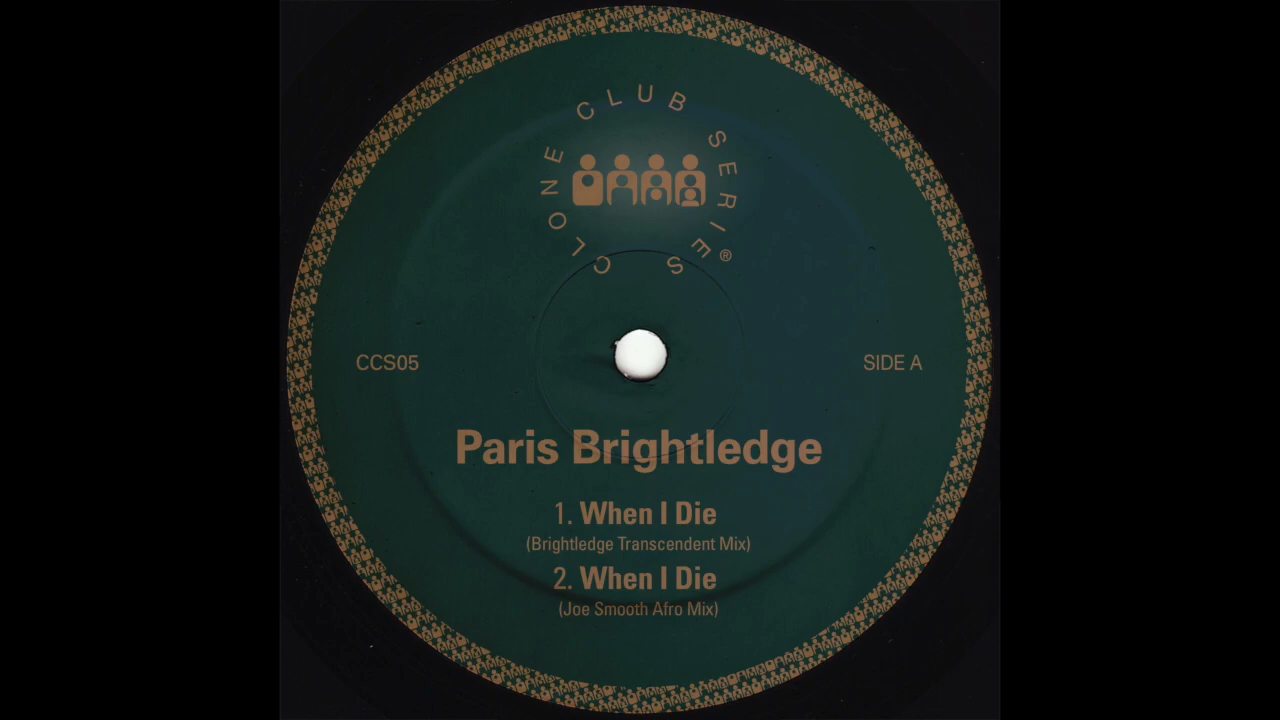 CLONE CLUB SERIES®
CCS05
SIDE A
Paris Brightledge
1. When I Die
(Brightledge Transcendent Mix)
2. When I Die
(Joe Smooth Afro Mix)